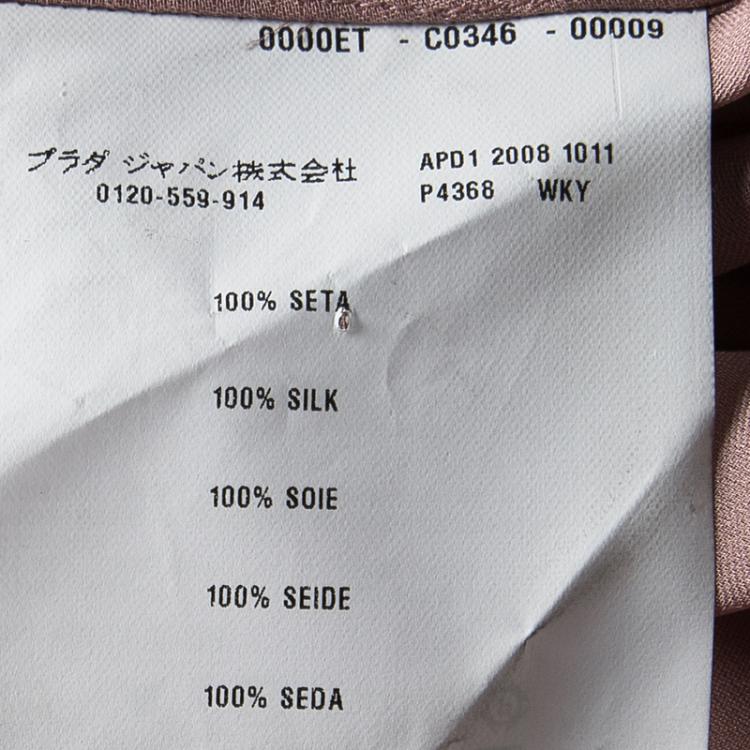 0000ET - C0346 - 00009
プラダ ジャパン株式会社 APD1 2008 1011
0120-559-914 P4368 WKY
100% SETA
100% SILK
100% SOIE
100% SEIDE
100% SEDA